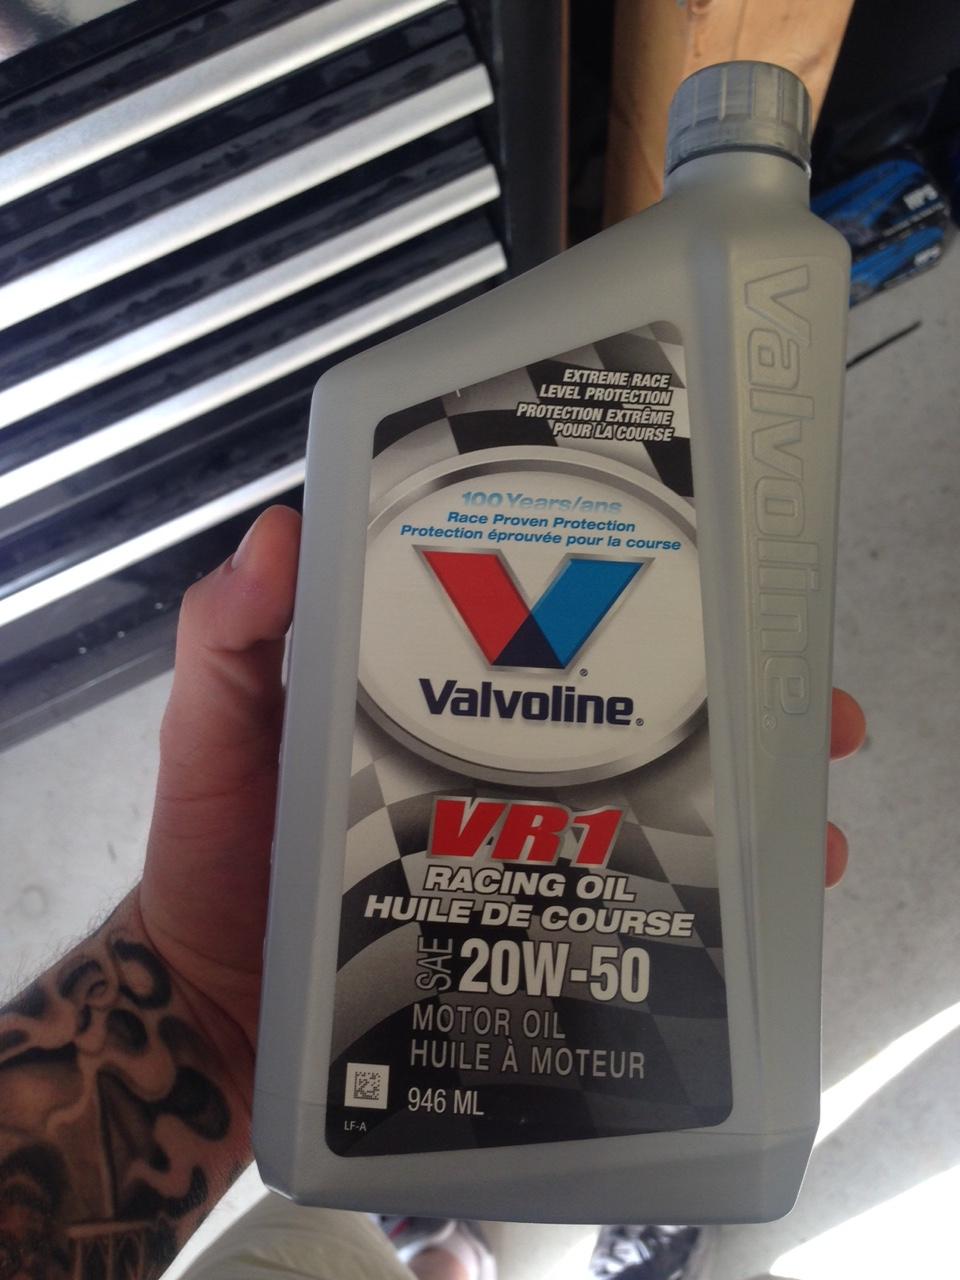 EXTREME RACE
LEVEL PROTECTION
PROTECTION EXTRÊME
POUR LA COURSE
100 Years/ans
Race Proven Protection
Protection éprouvée pour la course
Valvoline®
VR1
RACING OIL
HUILE DE COURSE
SAE 20W-50
MOTOR OIL
HUILE À MOTEUR
946 ML
LF-A
Valvoline®